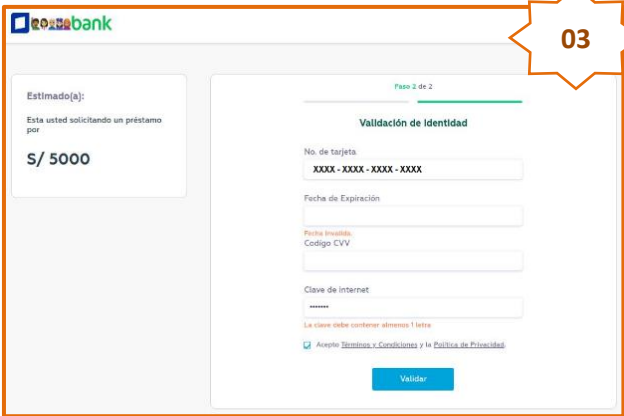 bank
03
Estimado(a):
Esta usted solicitando un préstamo
por
S/ 5000
Paso 2 de 2
Validación de Identidad
No. de tarjeta
XXXX - XXXX - XXXX - XXXX
Fecha de Expiración
Fecha Invalida.
Codigo CVV
Clave de internet
La clave debe contener almenos 1 letra
Acepto Términos y Condiciones y la Política de Privacidad.
Validar